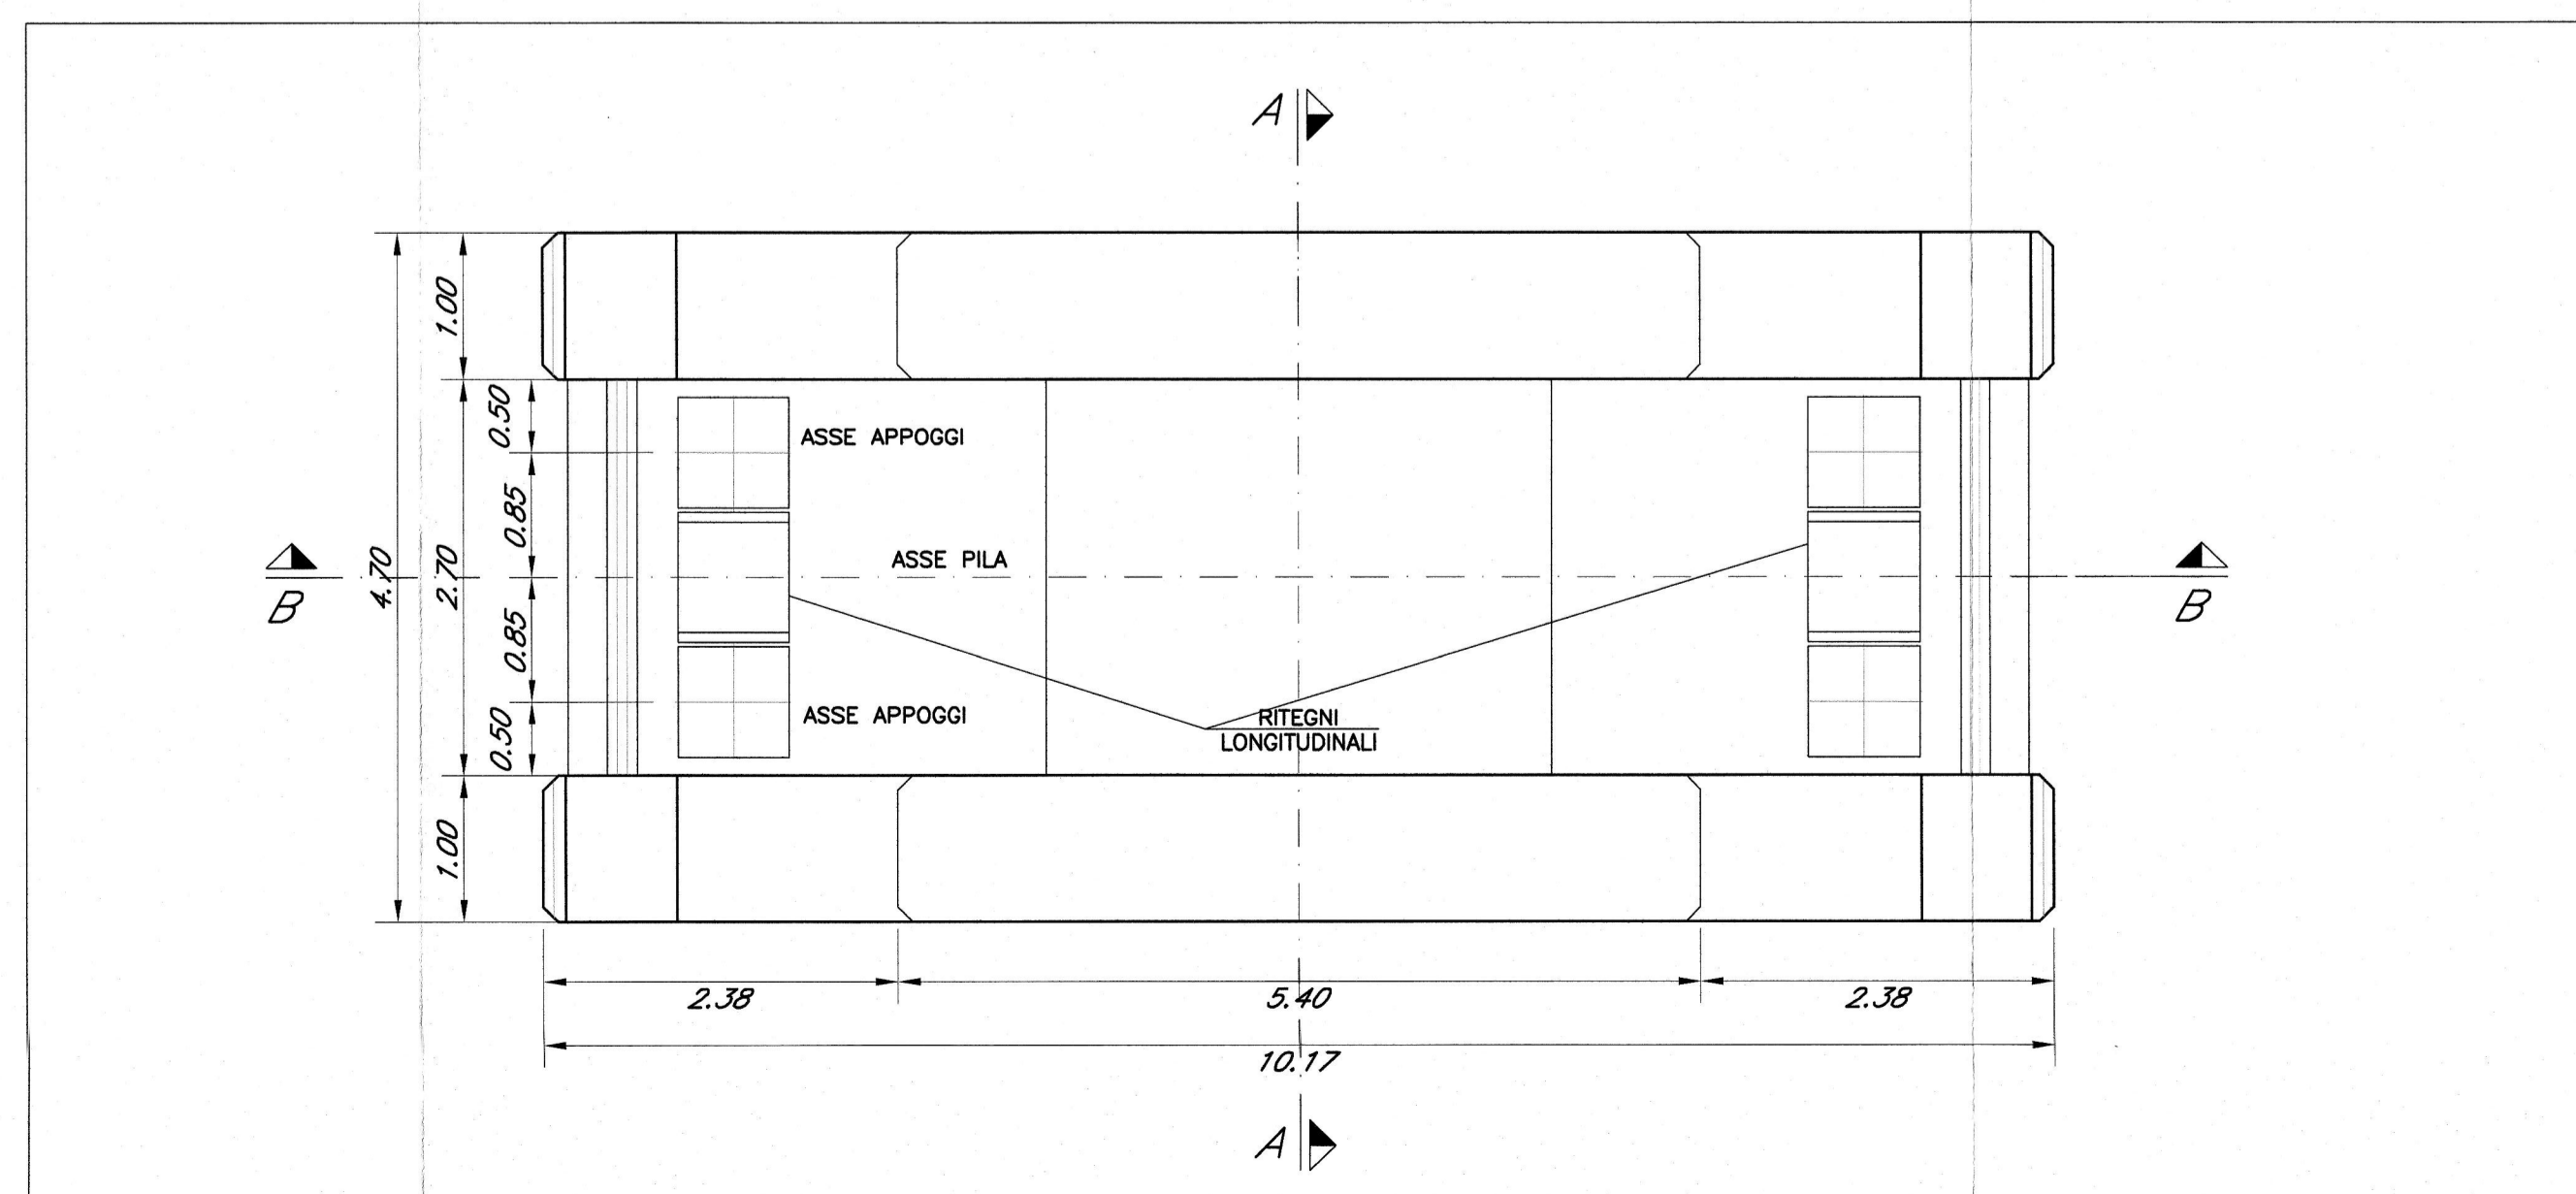 A
1.00
0.50
ASSE APPOGGI
0.85
ASSE PILA
B
4.70
2.70
B
0.85
ASSE APPOGGI
0.50
RITEGNI
LONGITUDINALI
1.00
2.38
5.40
2.38
10.17
A